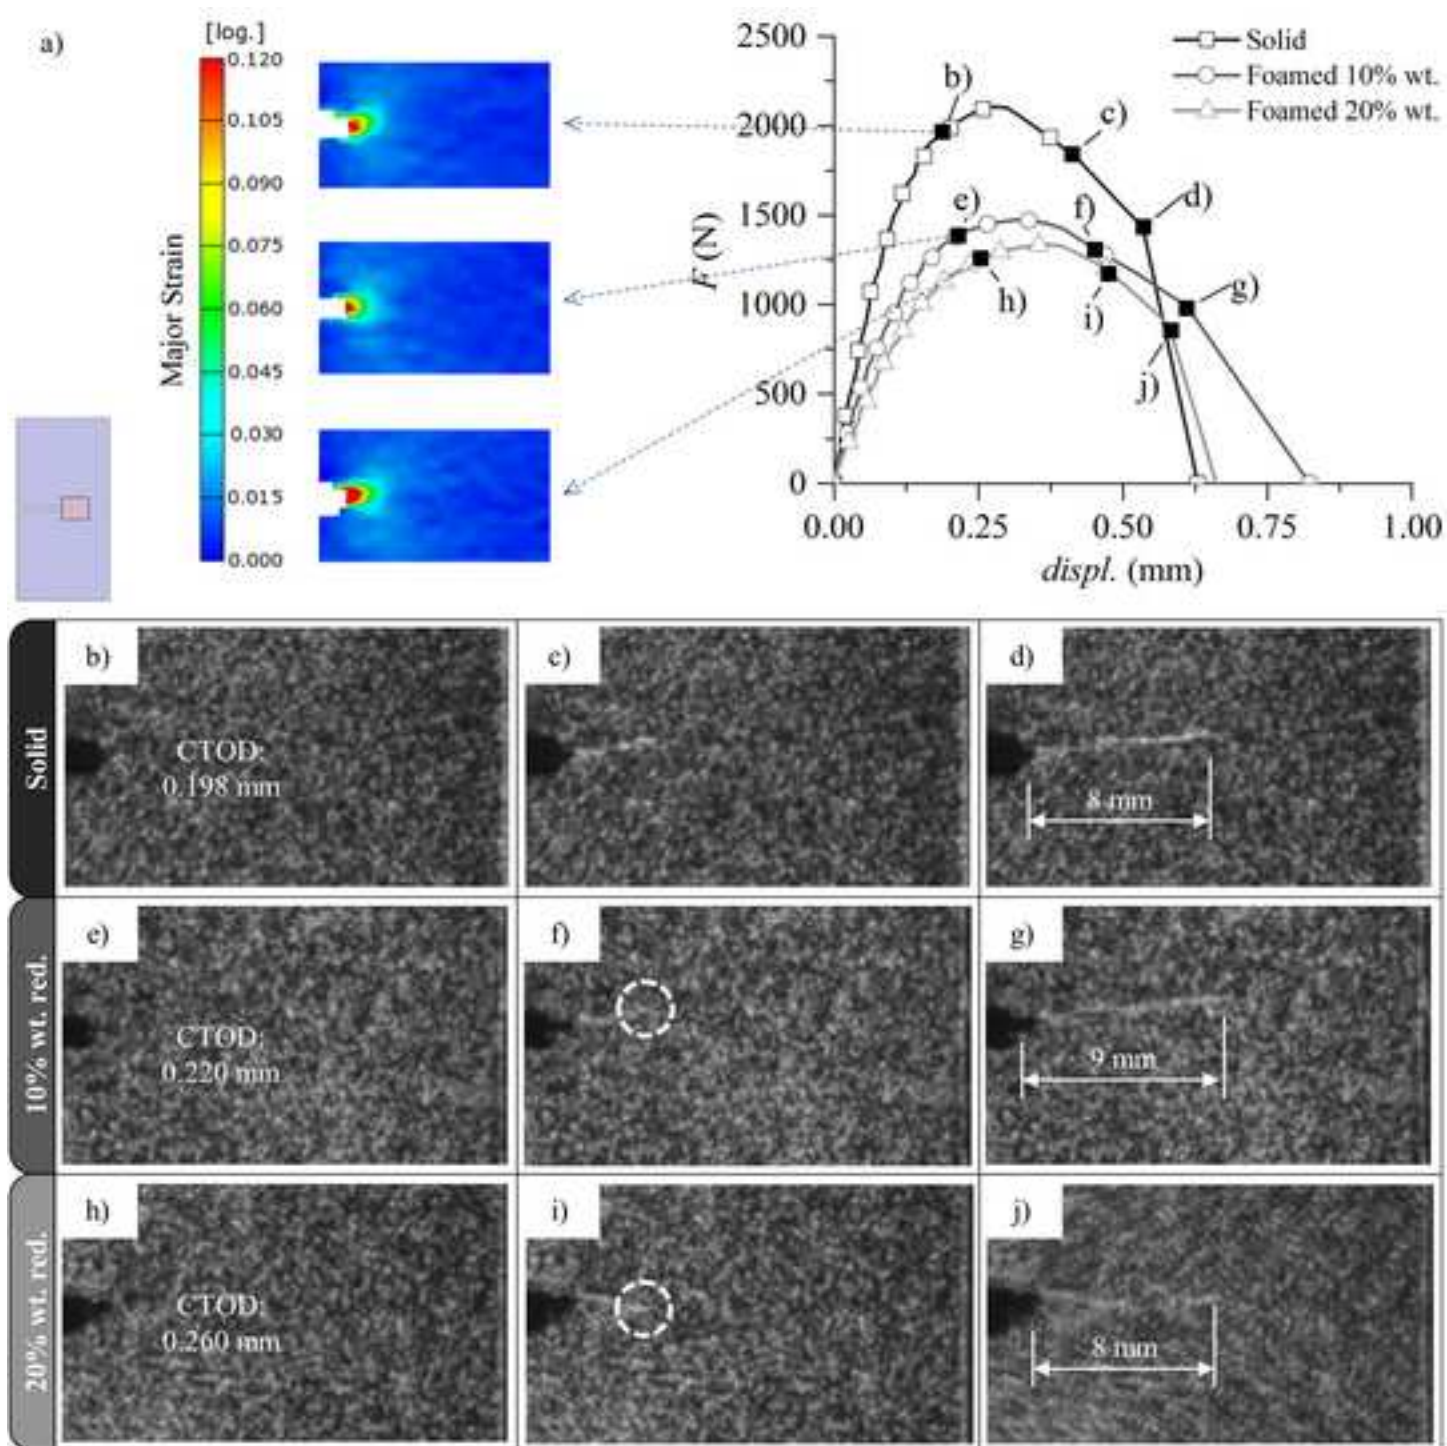 a)
[log.]
0.120
0.105
0.090
0.075
0.060
0.045
0.030
0.015
0.000
Major Strain
2500
2000
1500
1000
500
0
F (N)
0.00
0.25
0.50
0.75
1.00
displ. (mm)
Solid
Foamed 10% wt.
Foamed 20% wt.
b)
c)
d)
e)
f)
g)
h)
i)
j)
Solid
b)
CTOD:
0.198 mm
c)
d)
8 mm
10% wt. red.
e)
CTOD:
0.220 mm
f)
g)
9 mm
20% wt. red.
h)
CTOD:
0.260 mm
i)
j)
8 mm